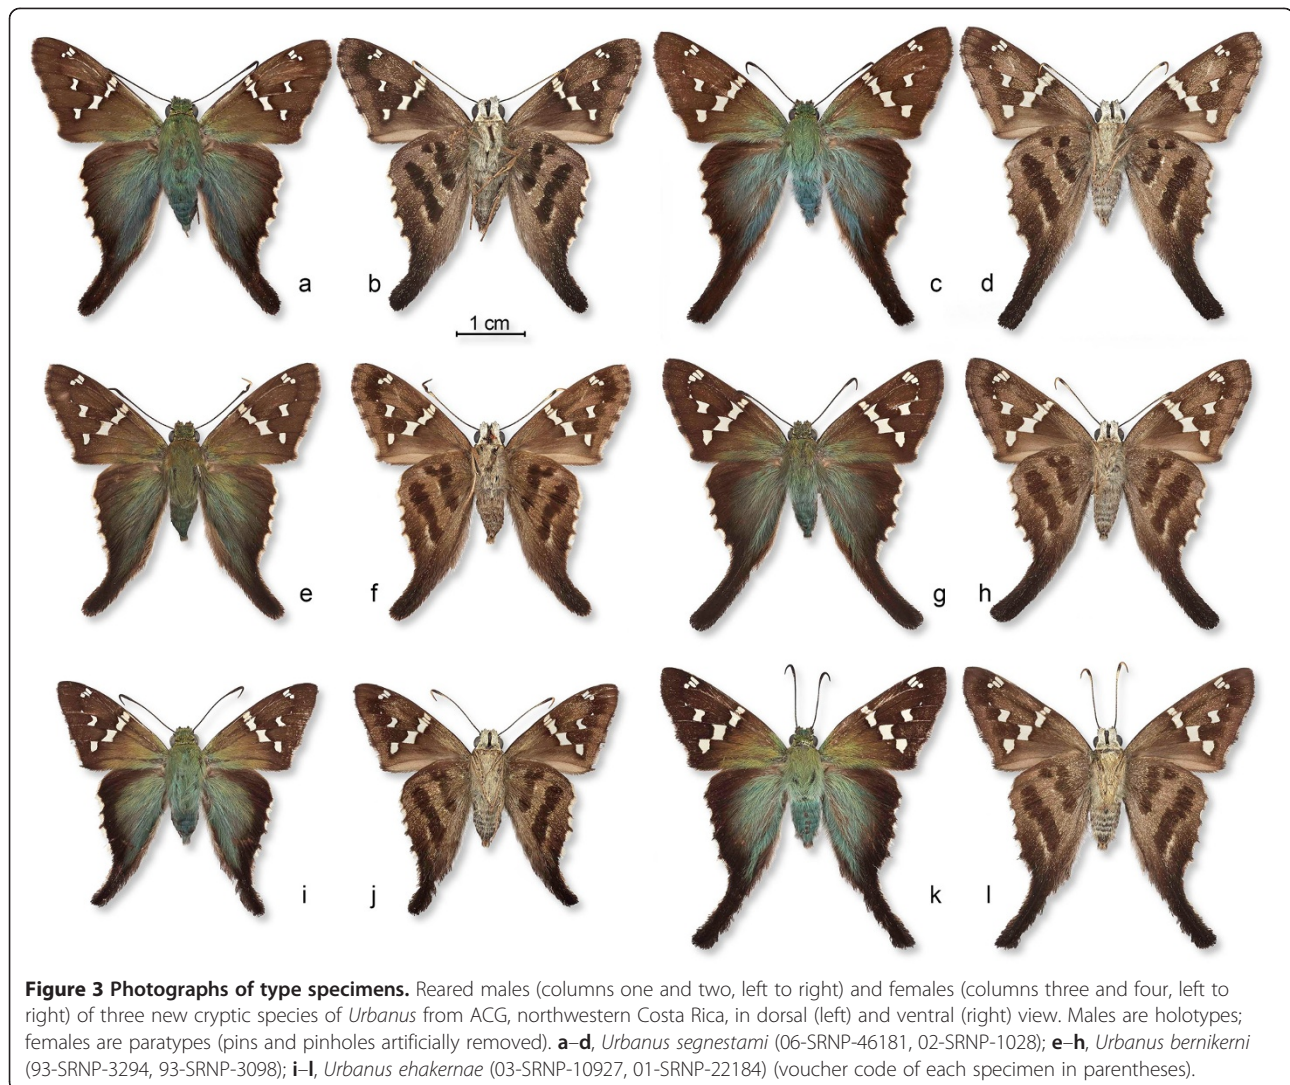 a
b
c
d
1 cm
e
f
g
h
i
j
k
l
Figure 3 Photographs of type specimens. Reared males (columns one and two, left to right) and females (columns three and four, left to
right) of three new cryptic species of Urbanus from ACG, northwestern Costa Rica, in dorsal (left) and ventral (right) view. Males are holotypes;
females are paratypes (pins and pinholes artificially removed). a–d, Urbanus segnestami (06-SRNP-46181, 02-SRNP-1028); e–h, Urbanus bernikerni
(93-SRNP-3294, 93-SRNP-3098); i–l, Urbanus ehakernae (03-SRNP-10927, 01-SRNP-22184) (voucher code of each specimen in parentheses).